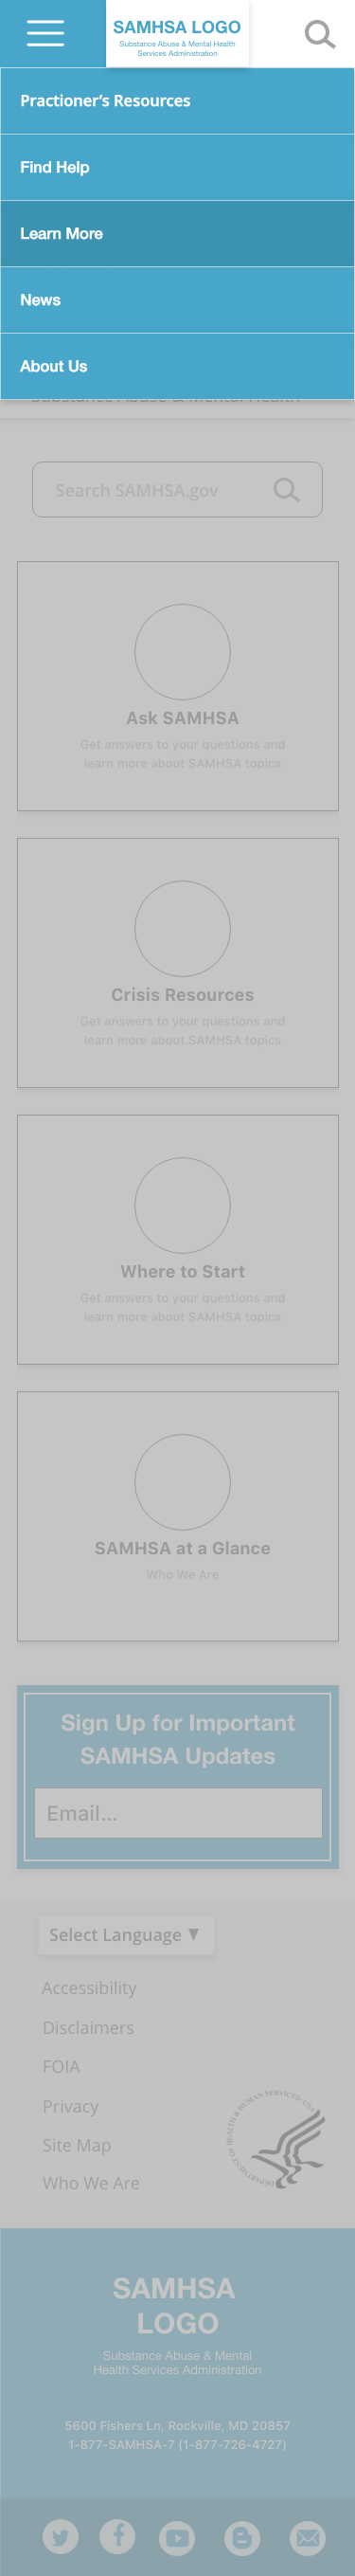 SAMHSA LOGO
Substance Abuse & Mental Health
Services Administration
Practioner's Resources
Find Help
Learn More
News
About Us
Substance Abuse & Mental Health
Search SAMHSA.gov
Ask SAMHSA
Get answers to your questions and
learn more about SAMHSA topics
Crisis Resources
Get answers to your questions and
learn more about SAMHSA topics
Where to Start
Get answers to your questions and
learn more about SAMHSA topics
SAMHSA at a Glance
Who We Are
Sign Up for Important
SAMHSA Updates
Email...
Select Language ▼
Accessibility
Disclaimers
FOIA
Privacy
Site Map
Who We Are
DEPARTMENT OF HEALTH & HUMAN SERVICES • USA
SAMHSA
LOGO
Substance Abuse & Mental
Health Services Administration
5600 Fishers Ln, Rockville, MD 20857
1-877-SAMHSA-7 (1-877-726-4727)